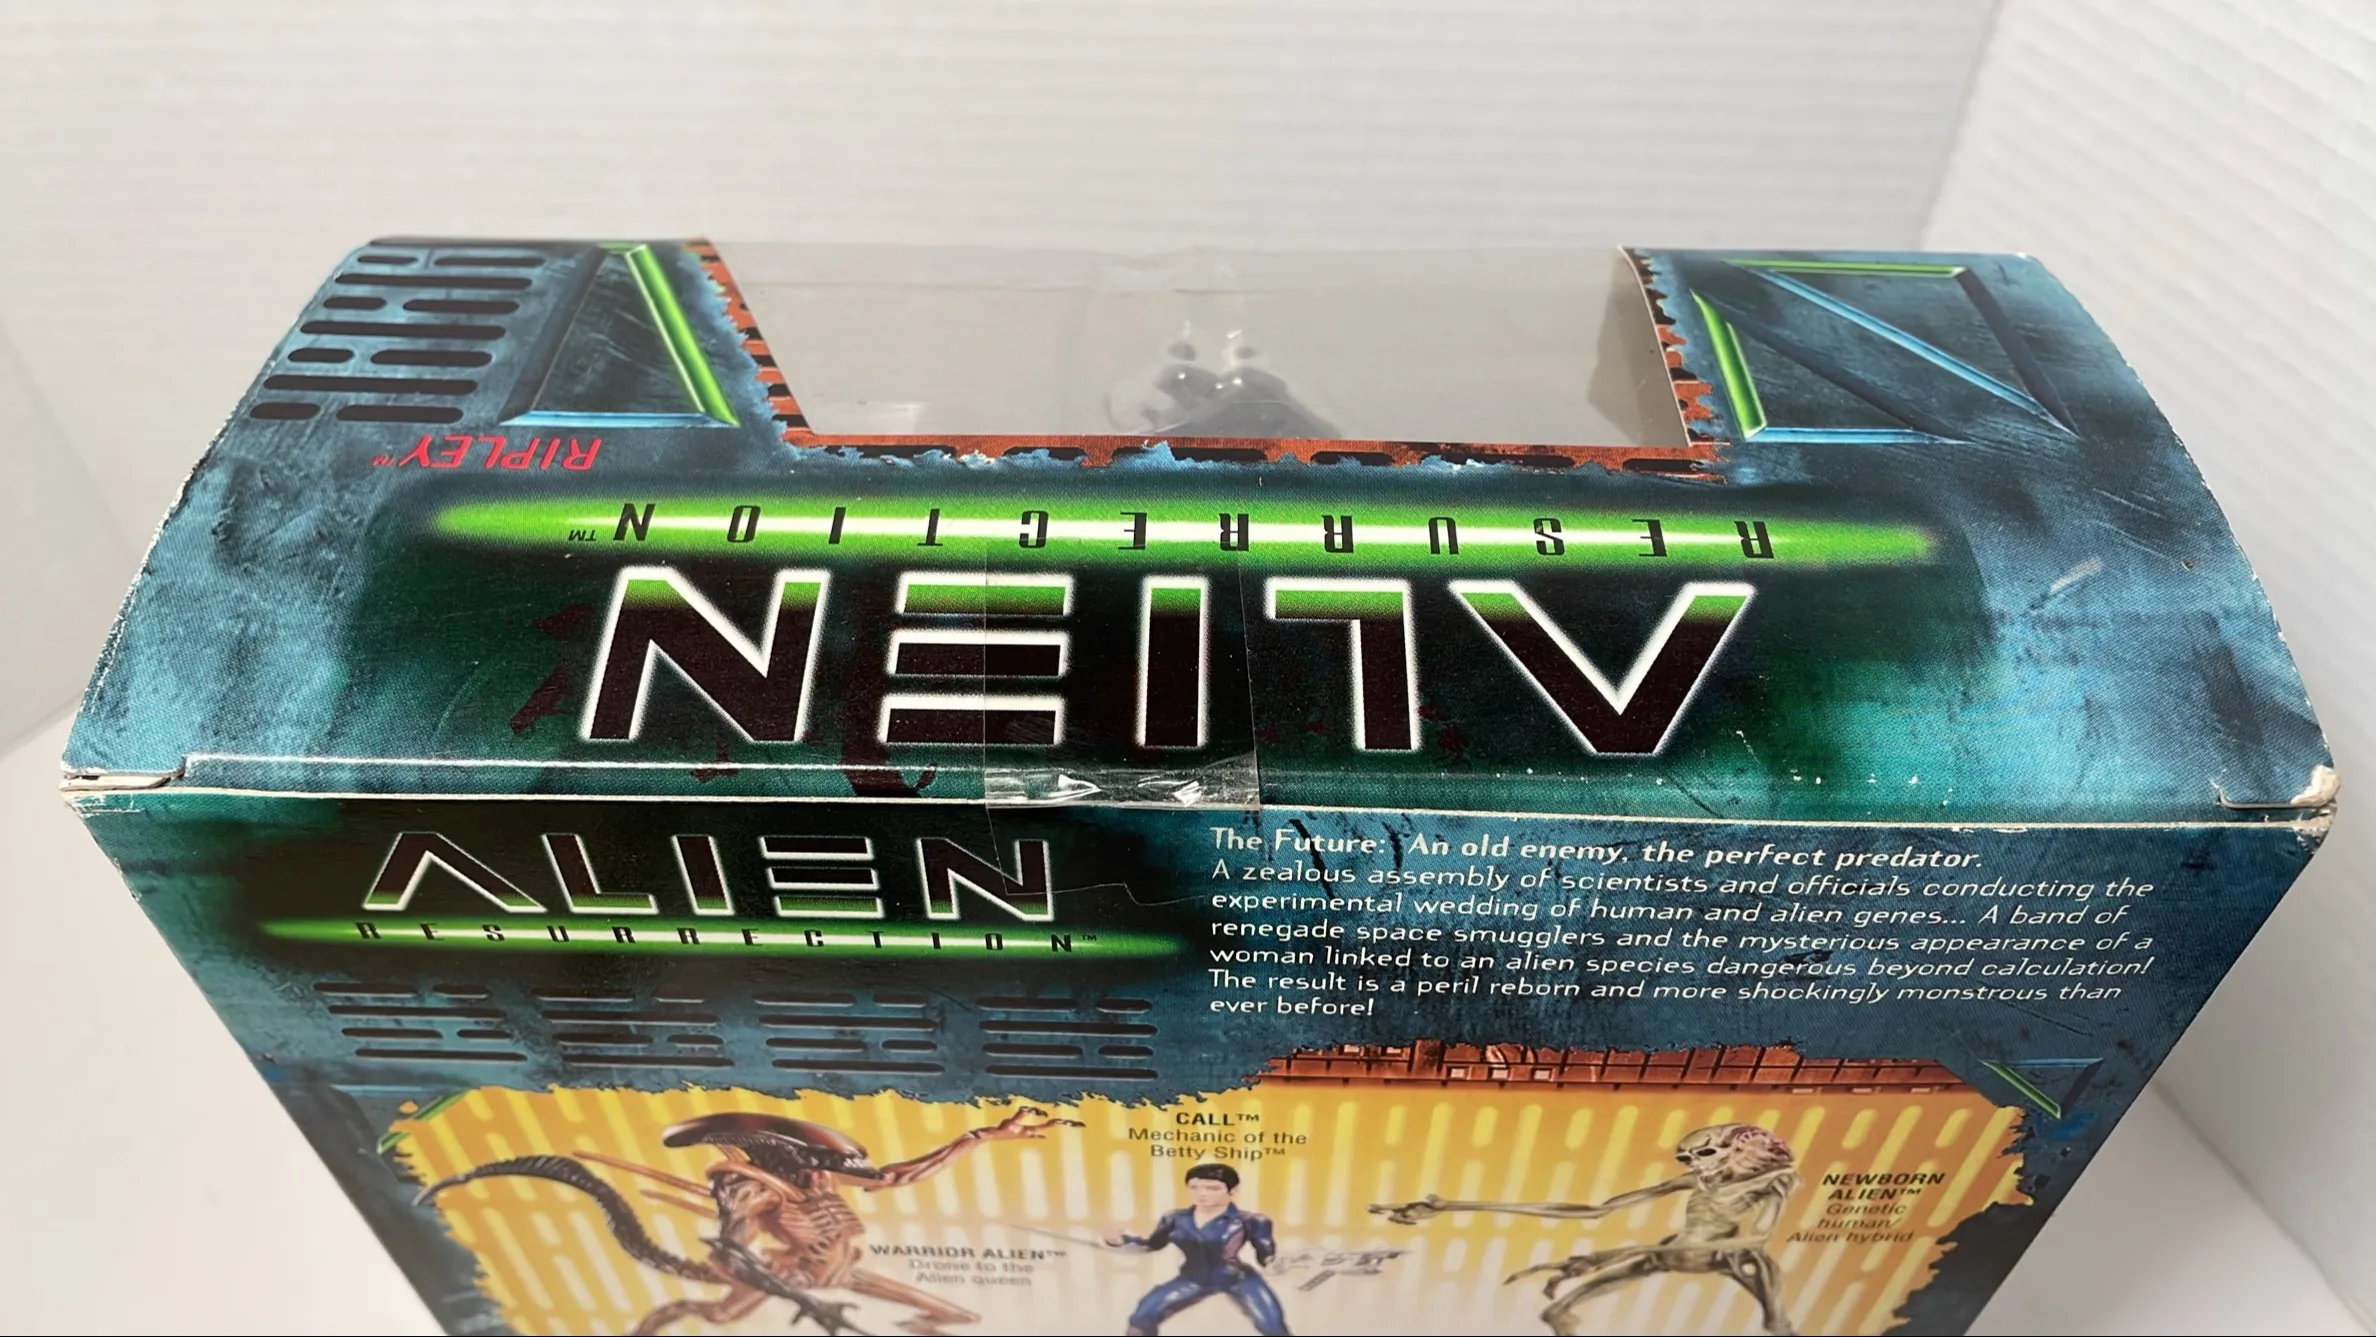 RIPLEY™
ALIEN
RESURRECTION™
ALIEN
RESURRECTION™
The Future: An old enemy, the perfect predator.
A zealous assembly of scientists and officials conducting the
experimental wedding of human and alien genes... A band of
renegade space smugglers and the mysterious appearance of a
woman linked to an alien species dangerous beyond calculation!
The result is a peril reborn and more shockingly monstrous than
ever before!
CALL™
Mechanic of the
Betty Ship™
WARRIOR ALIEN™
Drone to the
Alien queen
NEWBORN
ALIEN™
Genetic
human/
Alien hybrid